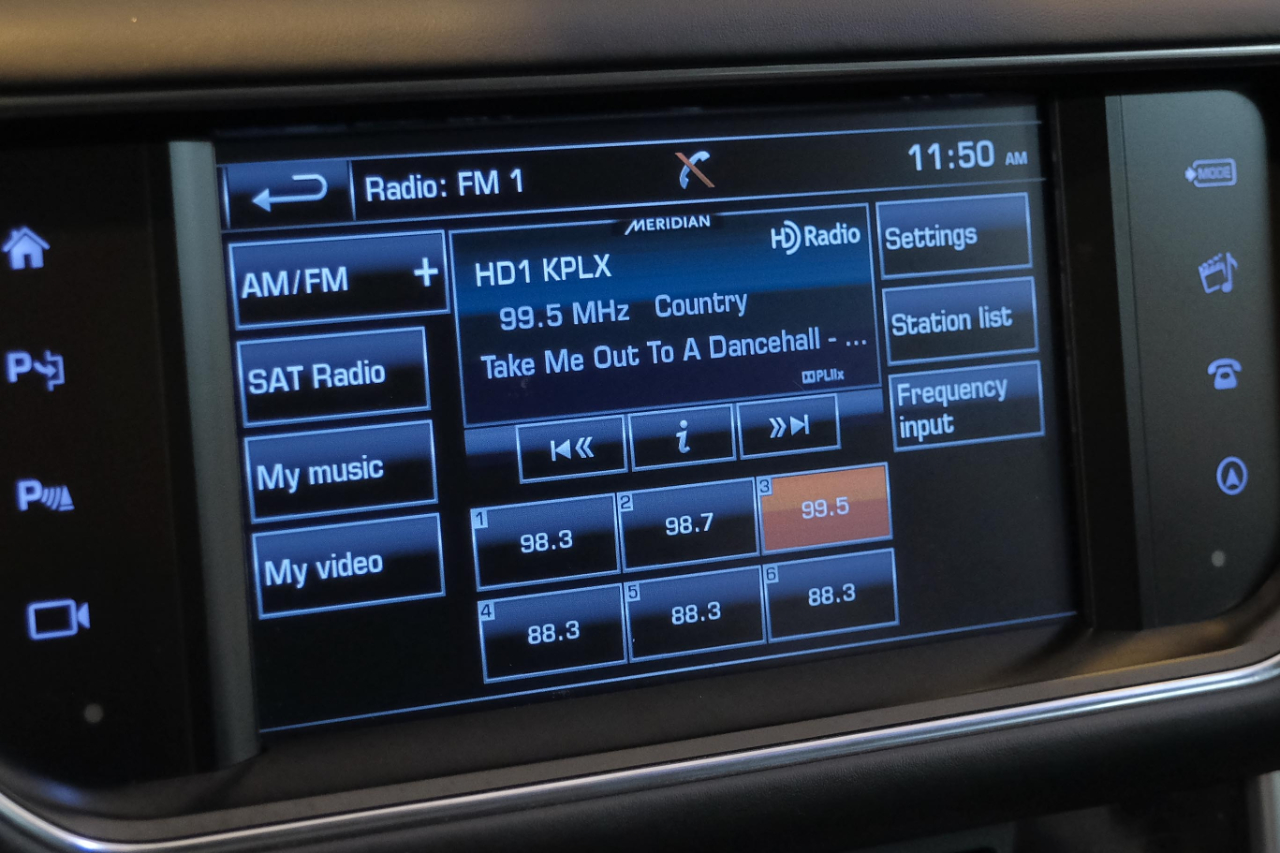 Radio: FM 1
11:50 AM
MODE
AM/FM +
MERIDIAN
HD Radio
Settings
HD1 KPLX
99.5 MHz Country
Take Me Out To A Dancehall - ...
PLIIx
SAT Radio
Station list
P
My music
i
Frequency
input
P
My video
1 98.3
2 98.7
3 99.5
4 88.3
5 88.3
6 88.3